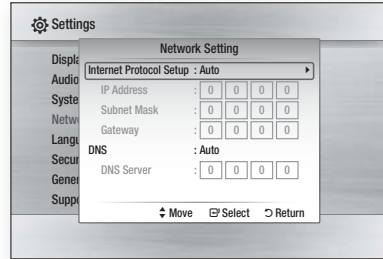 Settings
Network Setting
Internet Protocol Setup : Auto
IP Address : 0 0 0 0
Subnet Mask : 0 0 0 0
Gateway : 0 0 0 0
DNS : Auto
DNS Server : 0 0 0 0
Move Select Return
Displa
Audio
Syste
Netw
Langu
Secur
Gener
Suppo